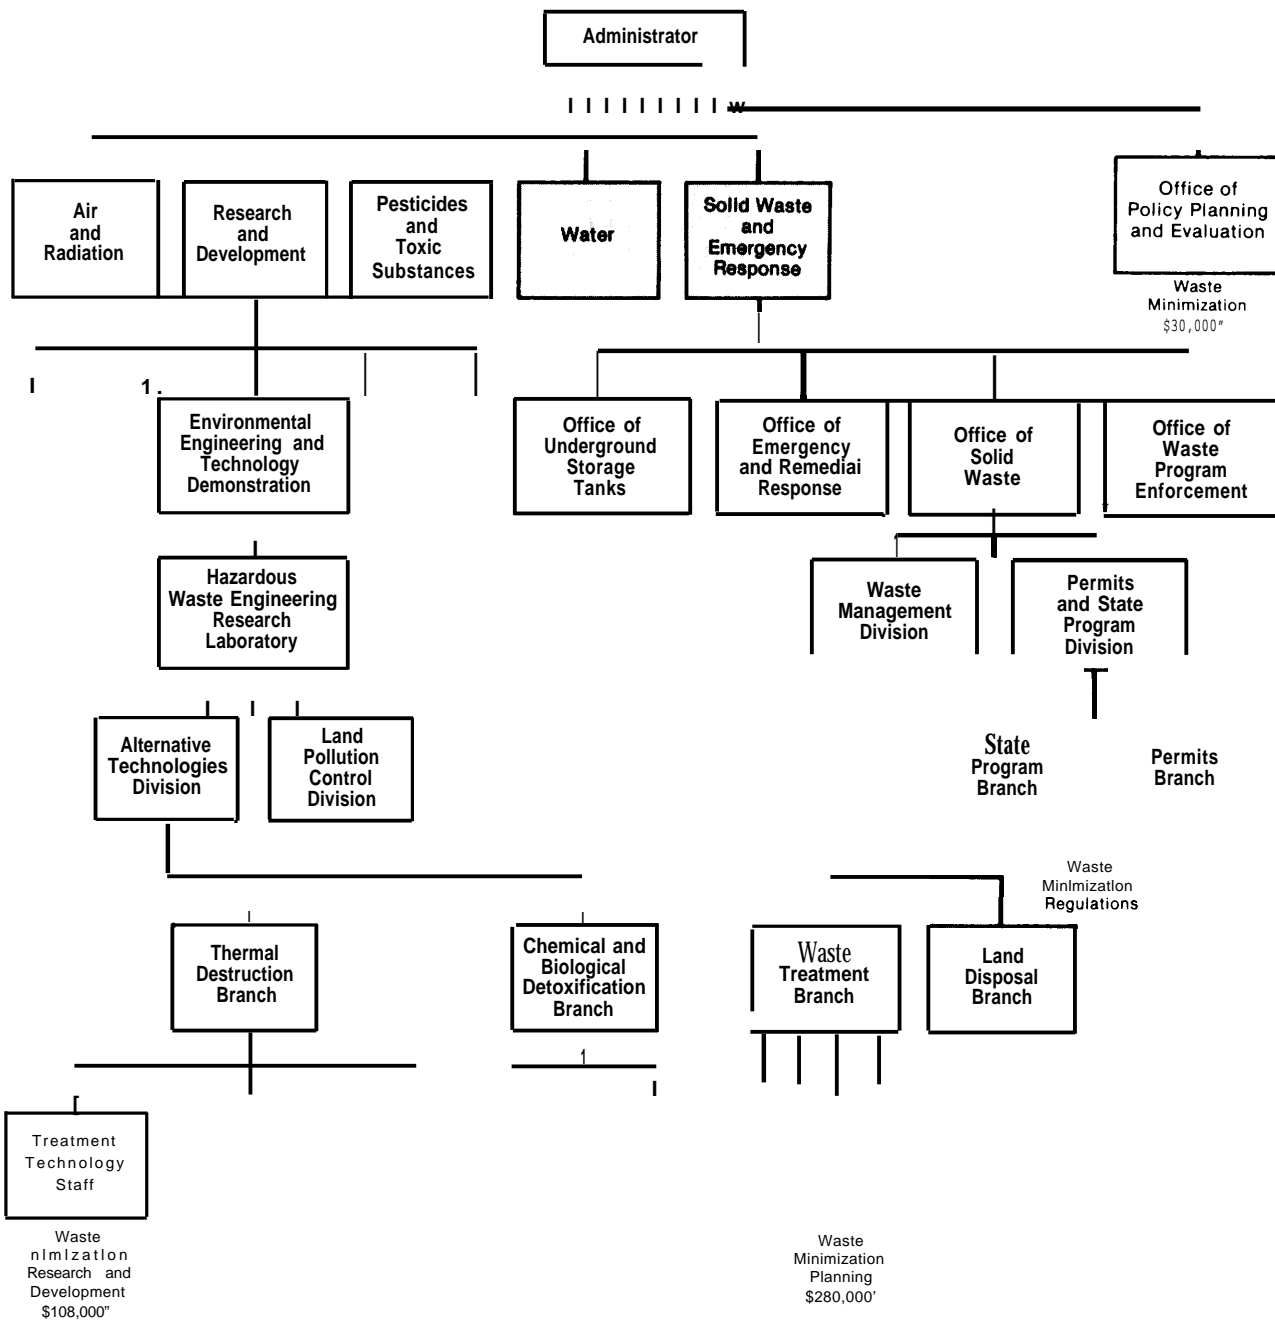 Administrator
Air
and
Radiation
Research
and
Development
Pesticides
and
Toxic
Substances
Water
Solid Waste
and
Emergency
Response
Office of
Policy Planning
and Evaluation
Waste
Minimization
$30,000"
1.
Environmental
Engineering and
Technology
Demonstration
Office of
Underground
Storage
Tanks
Office of
Emergency
and Remediai
Response
Office of
Solid
Waste
Office of
Waste
Program
Enforcement
Hazardous
Waste Engineering
Research
Laboratory
Waste
Management
Division
Permits
and State
Program
Division
Alternative
Technologies
Division
Land
Pollution
Control
Division
State
Program
Branch
Permits
Branch
Waste
MinImizatIon
Regulations
Thermal
Destruction
Branch
Chemical and
Biological
Detoxification
Branch
Waste
Treatment
Branch
Land
Disposal
Branch
Treatment
Technology
Staff
Waste
nImIzatIon
Research and
Development
$108,000"
Waste
Minimization
Planning
$280,000'